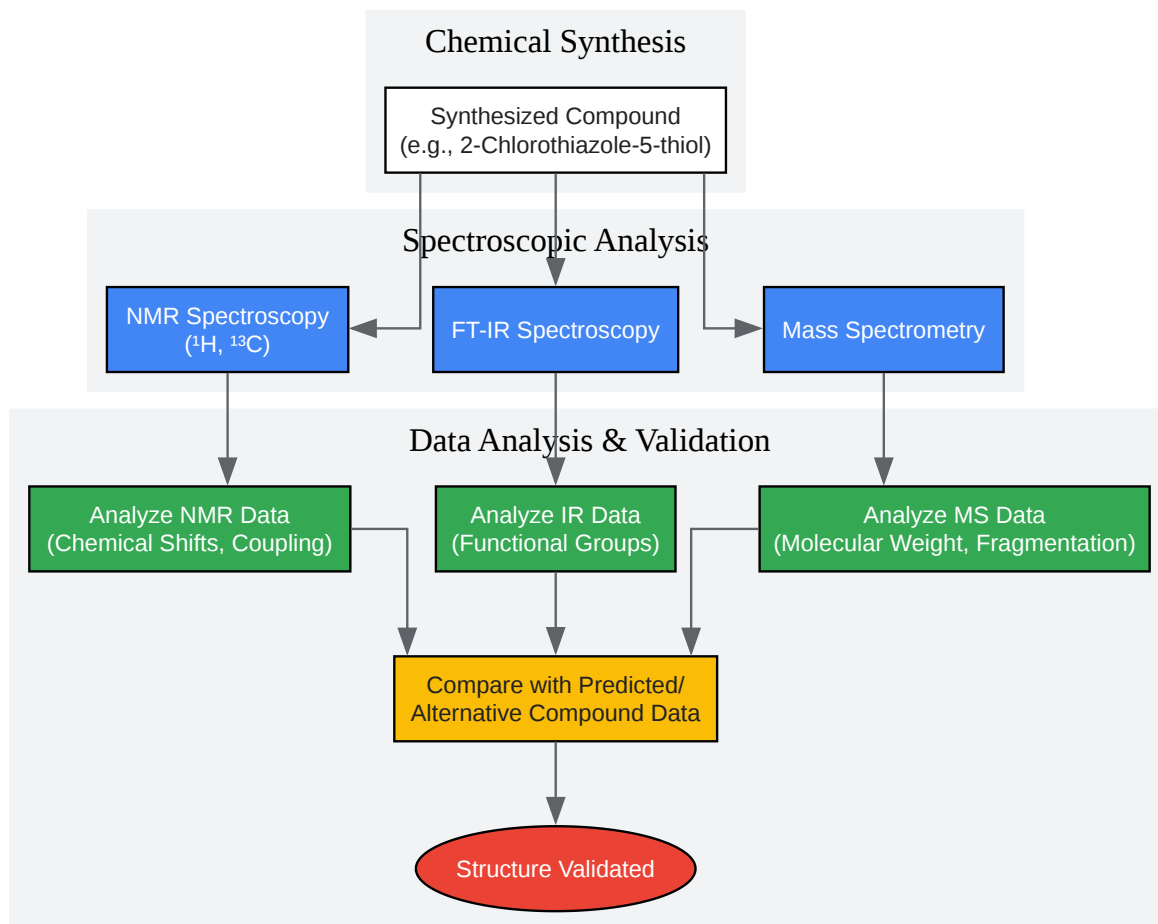 Chemical Synthesis
Synthesized Compound
(e.g., 2-Chlorothiazole-5-thiol)
Spectroscopic Analysis
NMR Spectroscopy
(¹H, ¹³C)
FT-IR Spectroscopy
Mass Spectrometry
Data Analysis & Validation
Analyze NMR Data
(Chemical Shifts, Coupling)
Analyze IR Data
(Functional Groups)
Analyze MS Data
(Molecular Weight, Fragmentation)
Compare with Predicted/
Alternative Compound Data
Structure Validated